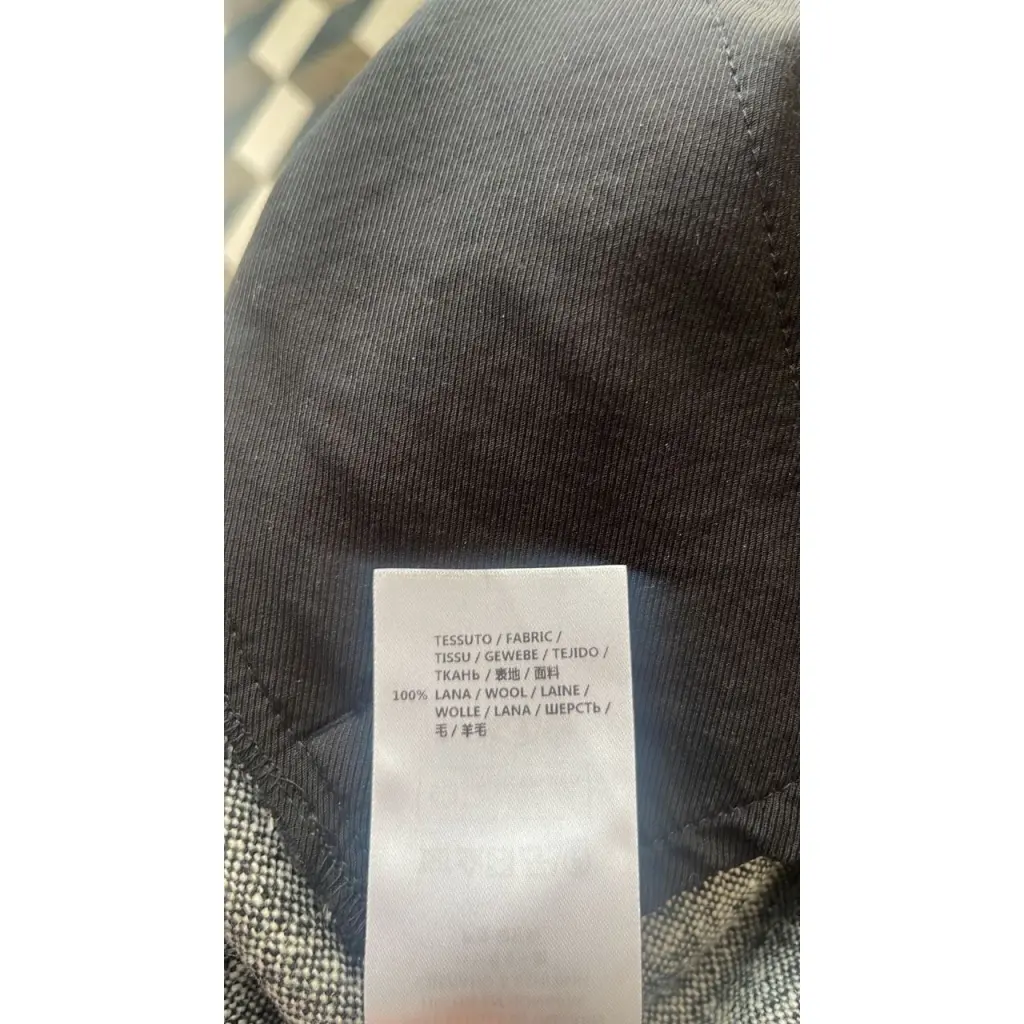 TESSUTO / FABRIC /
TISSU / GEWEBE / TEJIDO /
ТКАНЬ / 表地 / 面料
100% LANA / WOOL / LAINE /
WOLLE / LANA / ШЕРСТЬ /
毛 / 羊毛